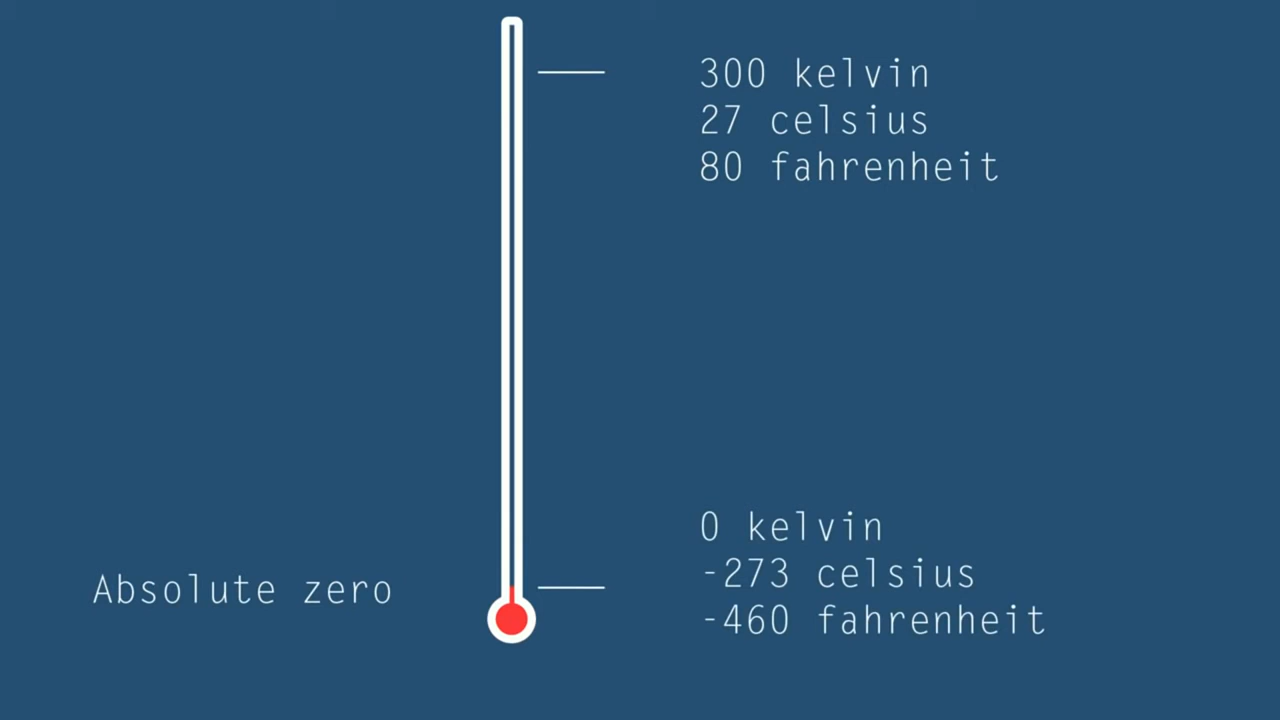 300 kelvin
27 celsius
80 fahrenheit
0 kelvin
-273 celsius
-460 fahrenheit
Absolute zero